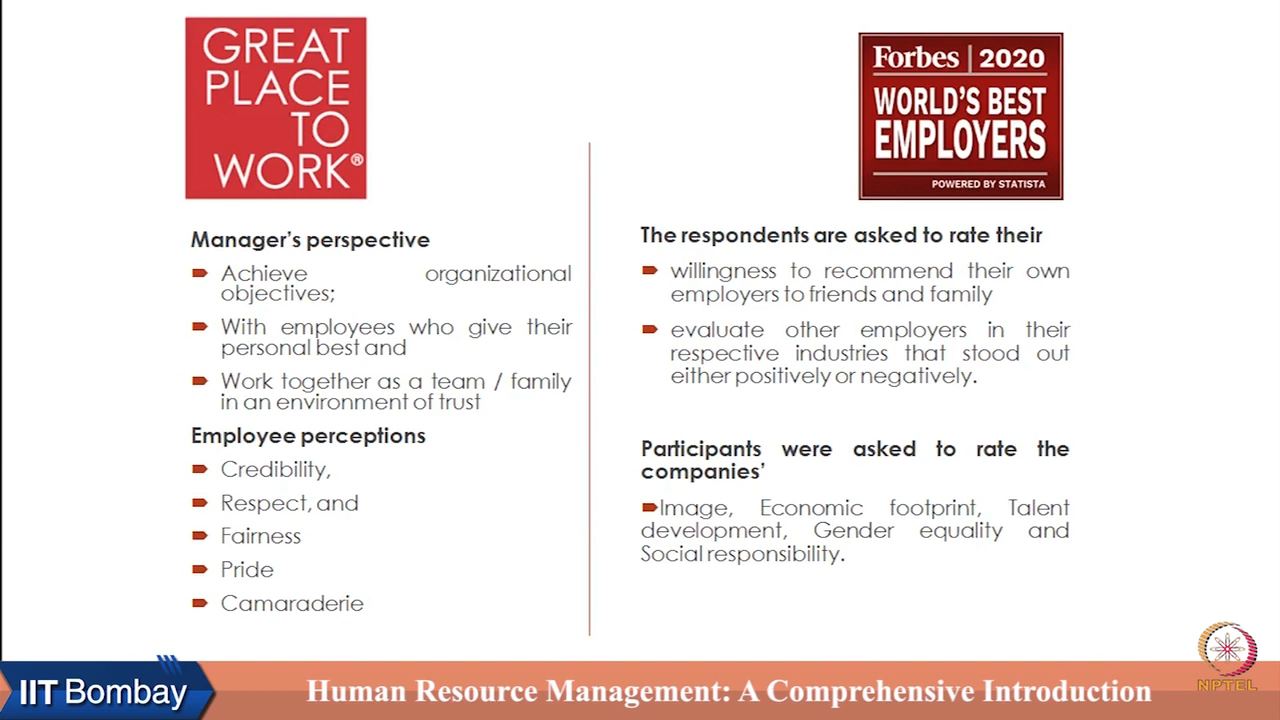 GREAT
PLACE
TO
WORK®
Manager's perspective
Achieve organizational
objectives;
With employees who give their
personal best and
Work together as a team / family
in an environment of trust
Employee perceptions
Credibility,
Respect, and
Fairness
Pride
Camaraderie
Forbes | 2020
WORLD'S BEST
EMPLOYERS
POWERED BY STATISTA
The respondents are asked to rate their
willingness to recommend their own
employers to friends and family
evaluate other employers in their
respective industries that stood out
either positively or negatively.
Participants were asked to rate the
companies'
Image, Economic footprint, Talent
development, Gender equality and
Social responsibility.
IIT Bombay
Human Resource Management: A Comprehensive Introduction
NPTEL